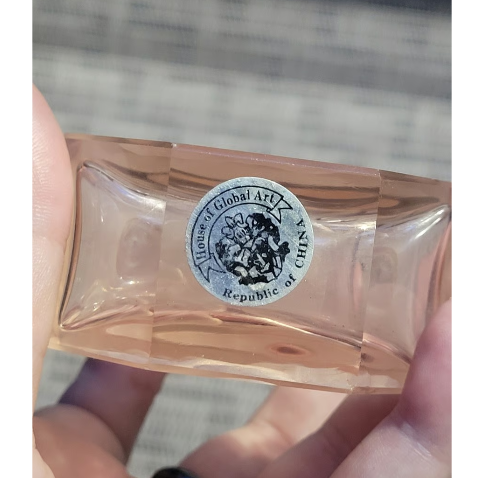 House of Global Art
Republic of CHINA